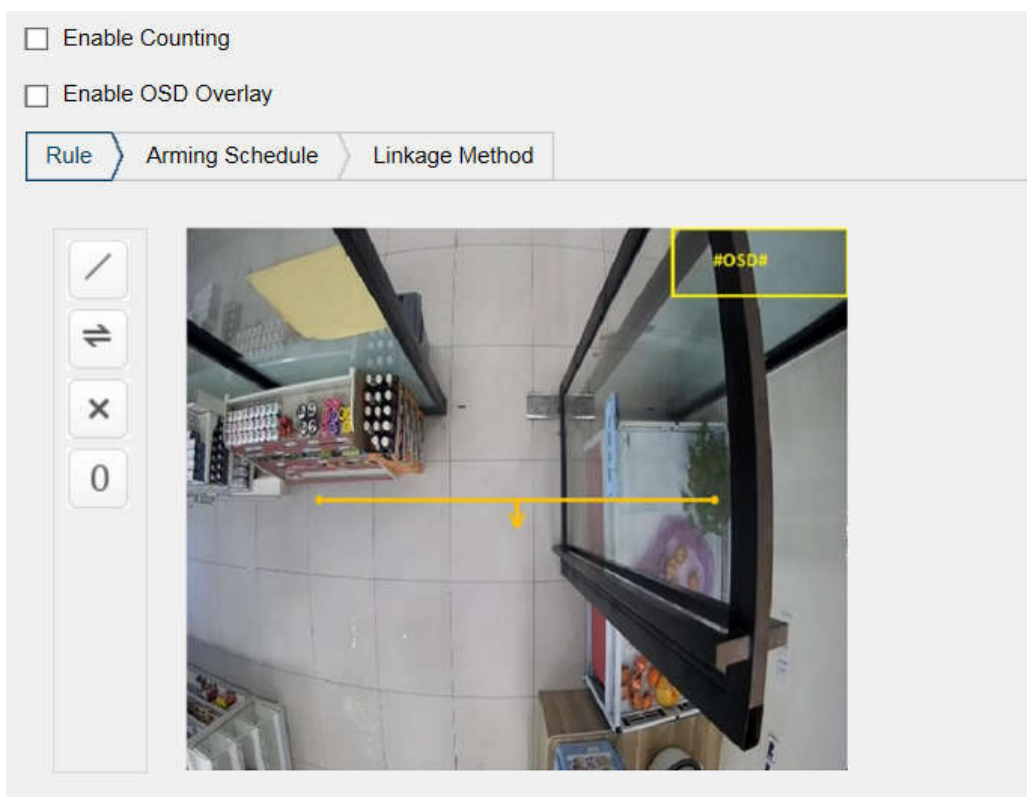 Enable Counting
Enable OSD Overlay
Rule Arming Schedule Linkage Method
#OSD#
0